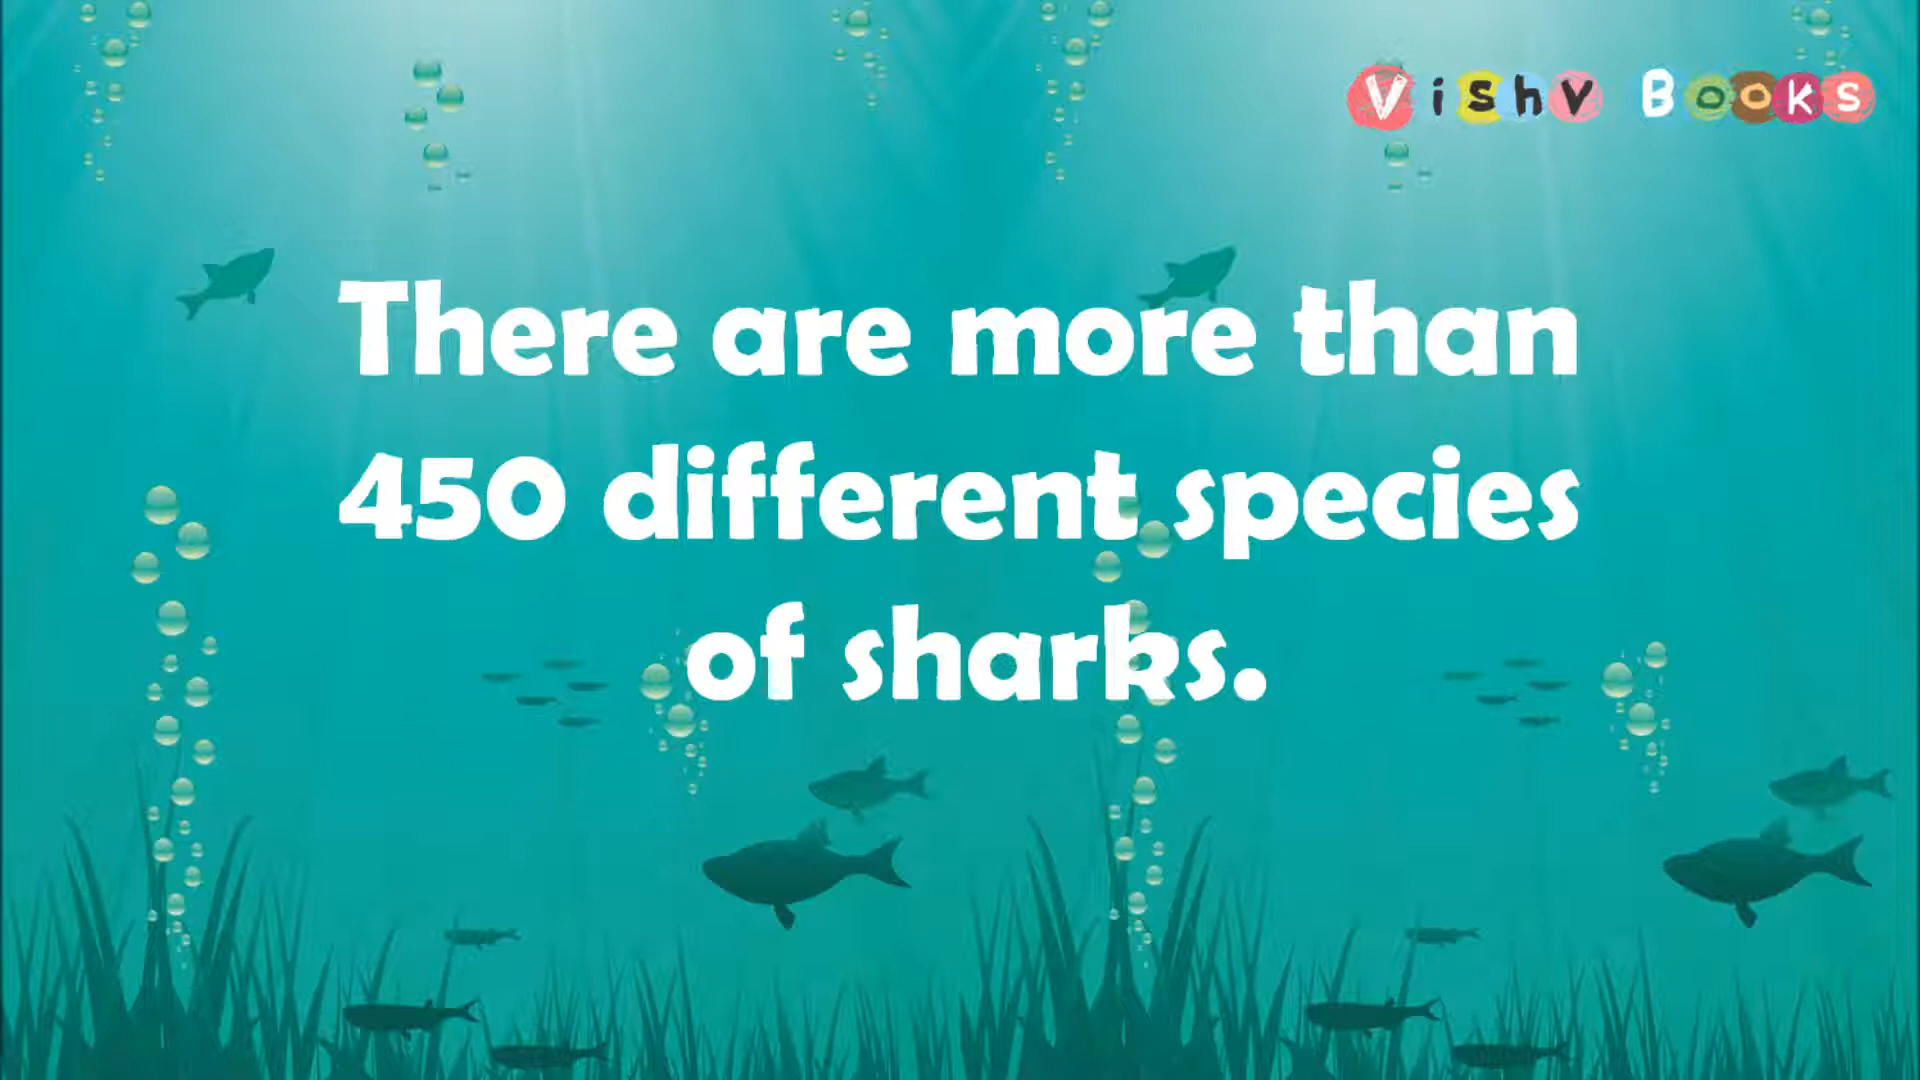 Vishv Books
There are more than
450 different species
of sharks.